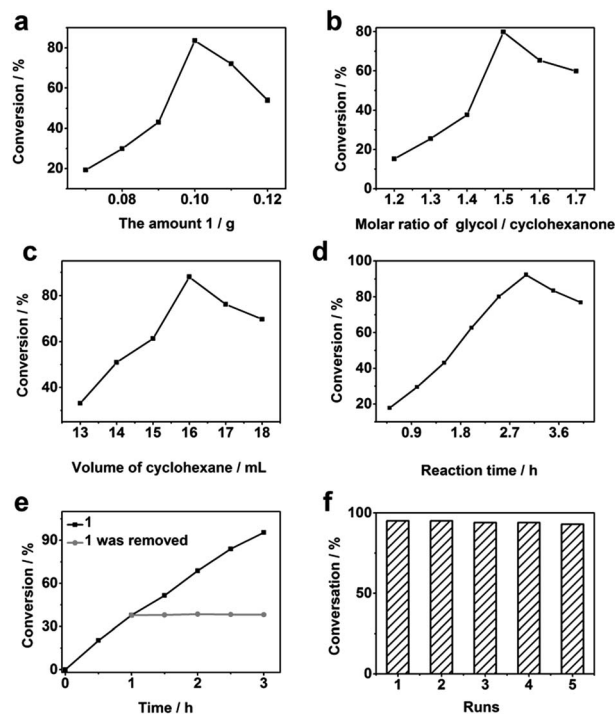 a
Conversion / %
80
60
40
20
0.08 0.10 0.12
The amount 1 / g
b
Conversion / %
80
60
40
20
0
1.2 1.3 1.4 1.5 1.6 1.7
Molar ratio of glycol / cyclohexanone
c
Conversion / %
80
60
40
13 14 15 16 17 18
Volume of cyclohexane / mL
d
Conversion / %
100
80
60
40
20
0.9 1.8 2.7 3.6
Reaction time / h
e
Conversion / %
90
60
30
0
1
1 was removed
0 1 2 3
Time / h
f
Conversation / %
100
50
0
1 2 3 4 5
Runs